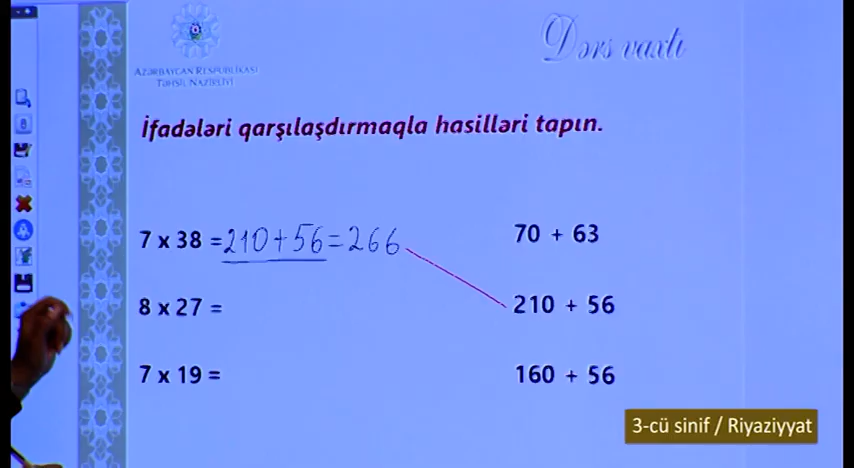 Dərs vaxtı
AZƏRBAYCAN RESPUBLİKASI
TƏHSİL NAZİRLİYİ
İfadələri qarşılaşdırmaqla hasilləri tapın.
7 x 38 = 210+56=266
70 + 63
8 x 27 =
210 + 56
7 x 19 =
160 + 56
3-cü sinif / Riyaziyyat